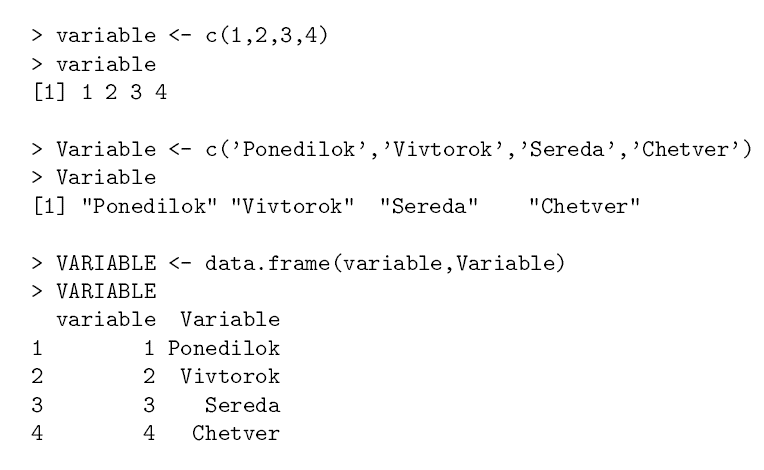 > variable <- c(1,2,3,4)
> variable
[1] 1 2 3 4
> Variable <- c('Ponedilok','Vivtorok','Sereda','Chetver')
> Variable
[1] "Ponedilok" "Vivtorok"  "Sereda"    "Chetver"
> VARIABLE <- data.frame(variable,Variable)
> VARIABLE
  variable  Variable
1        1 Ponedilok
2        2  Vivtorok
3        3    Sereda
4        4   Chetver